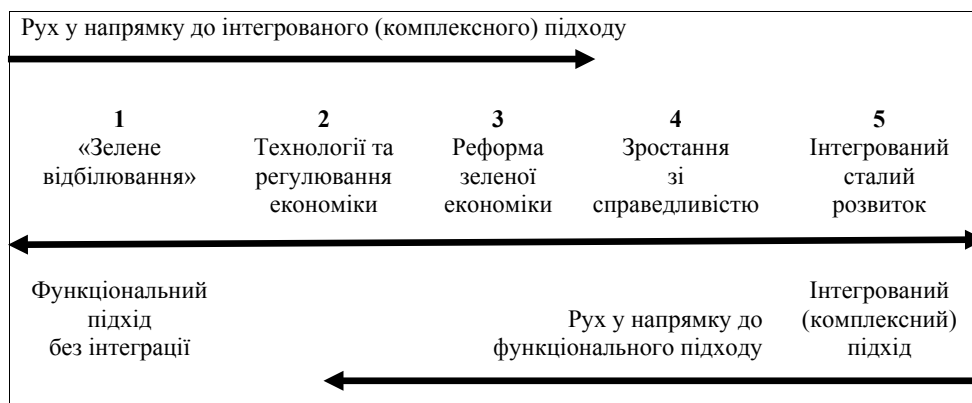 Рух у напрямку до інтегрованого (комплексного) підходу
1
«Зелене
відбілювання»
2
Технології та
регулювання
економіки
3
Реформа
зеленої
економіки
4
Зростання
зі
справедливістю
5
Інтегрований
сталий
розвиток
Функціональний
підхід
без інтеграції
Рух у напрямку до
функціонального підходу
Інтегрований
(комплексний)
підхід